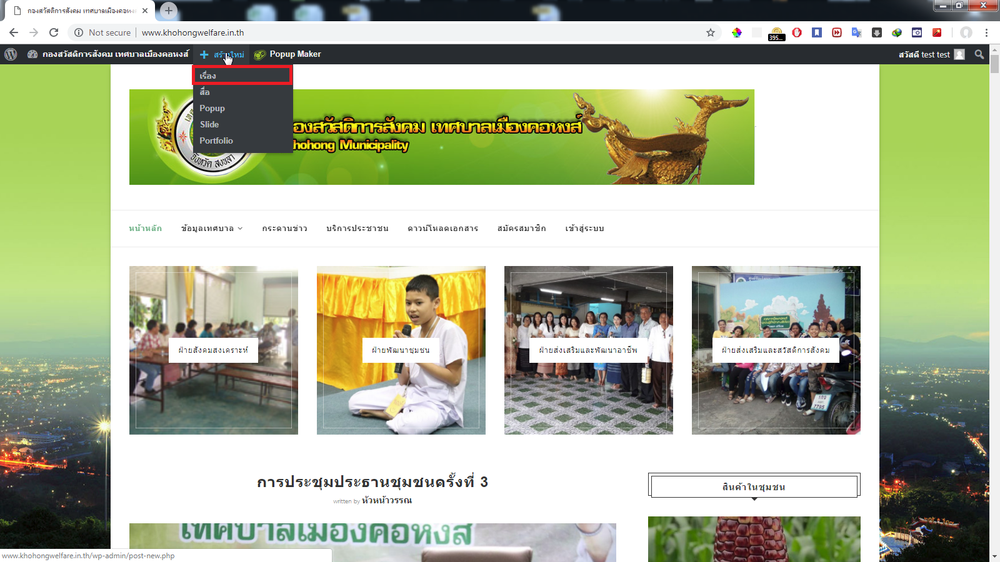 กองสวัสดิการสังคม เทศบาลเมืองคอหงส
Not secure
www.khohongwelfare.in.th
395...
กองสวัสดิการสังคม เทศบาลเมืองคอหงส์
สร้างใหม่
Popup Maker
สวัสดี test test
เรื่อง
สื่อ
Popup
Slide
Portfolio
องสวัสดิการสังคม เทศบาลเมืองคอหงส์
hohong Municipality
จังหวัด สงขลา
หน้าหลัก
ข้อมูลเทศบาล
กระดานข่าว
บริการประชาชน
ดาวน์โหลดเอกสาร
สมัครสมาชิก
เข้าสู่ระบบ
ฝ่ายสังคมสงเคราะห์
ฝ่ายพัฒนาชุมชน
ฝ่ายส่งเสริมและพัฒนาอาชีพ
ฝ่ายส่งเสริมและสวัสดิการสังคม
7795
การประชุมประธานชุมชนครั้งที่ 3
written by หัวหน้าวรรณ
สินค้าในชุมชน
เทศบาลเมืองคอหงส
www.khohongwelfare.in.th/wp-admin/post-new.php